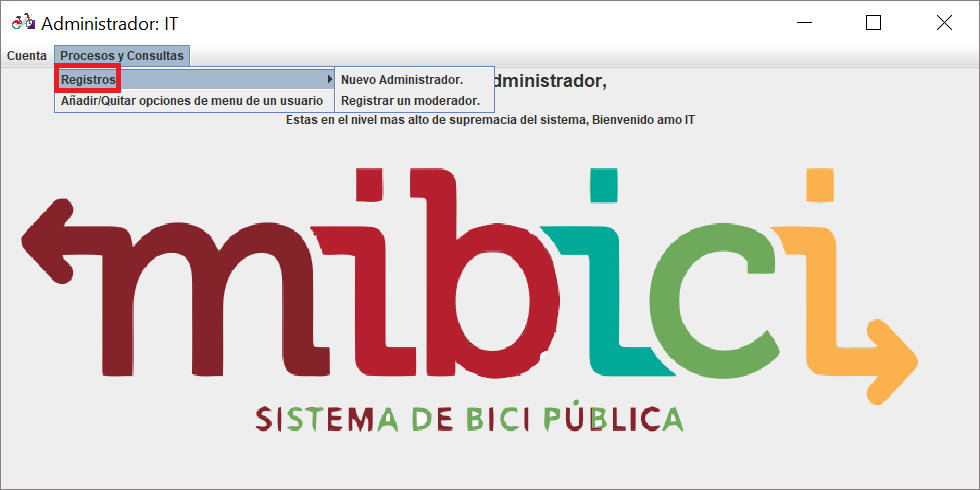 Administrador: IT
Cuenta Procesos y Consultas
Registros
Añadir/Quitar opciones de menu de un usuario
Nuevo Administrador.
Registrar un moderador.
dministrador,
Estas en el nivel mas alto de supremacia del sistema, Bienvenido amo IT
mibici
SISTEMA DE BICI PÚBLICA